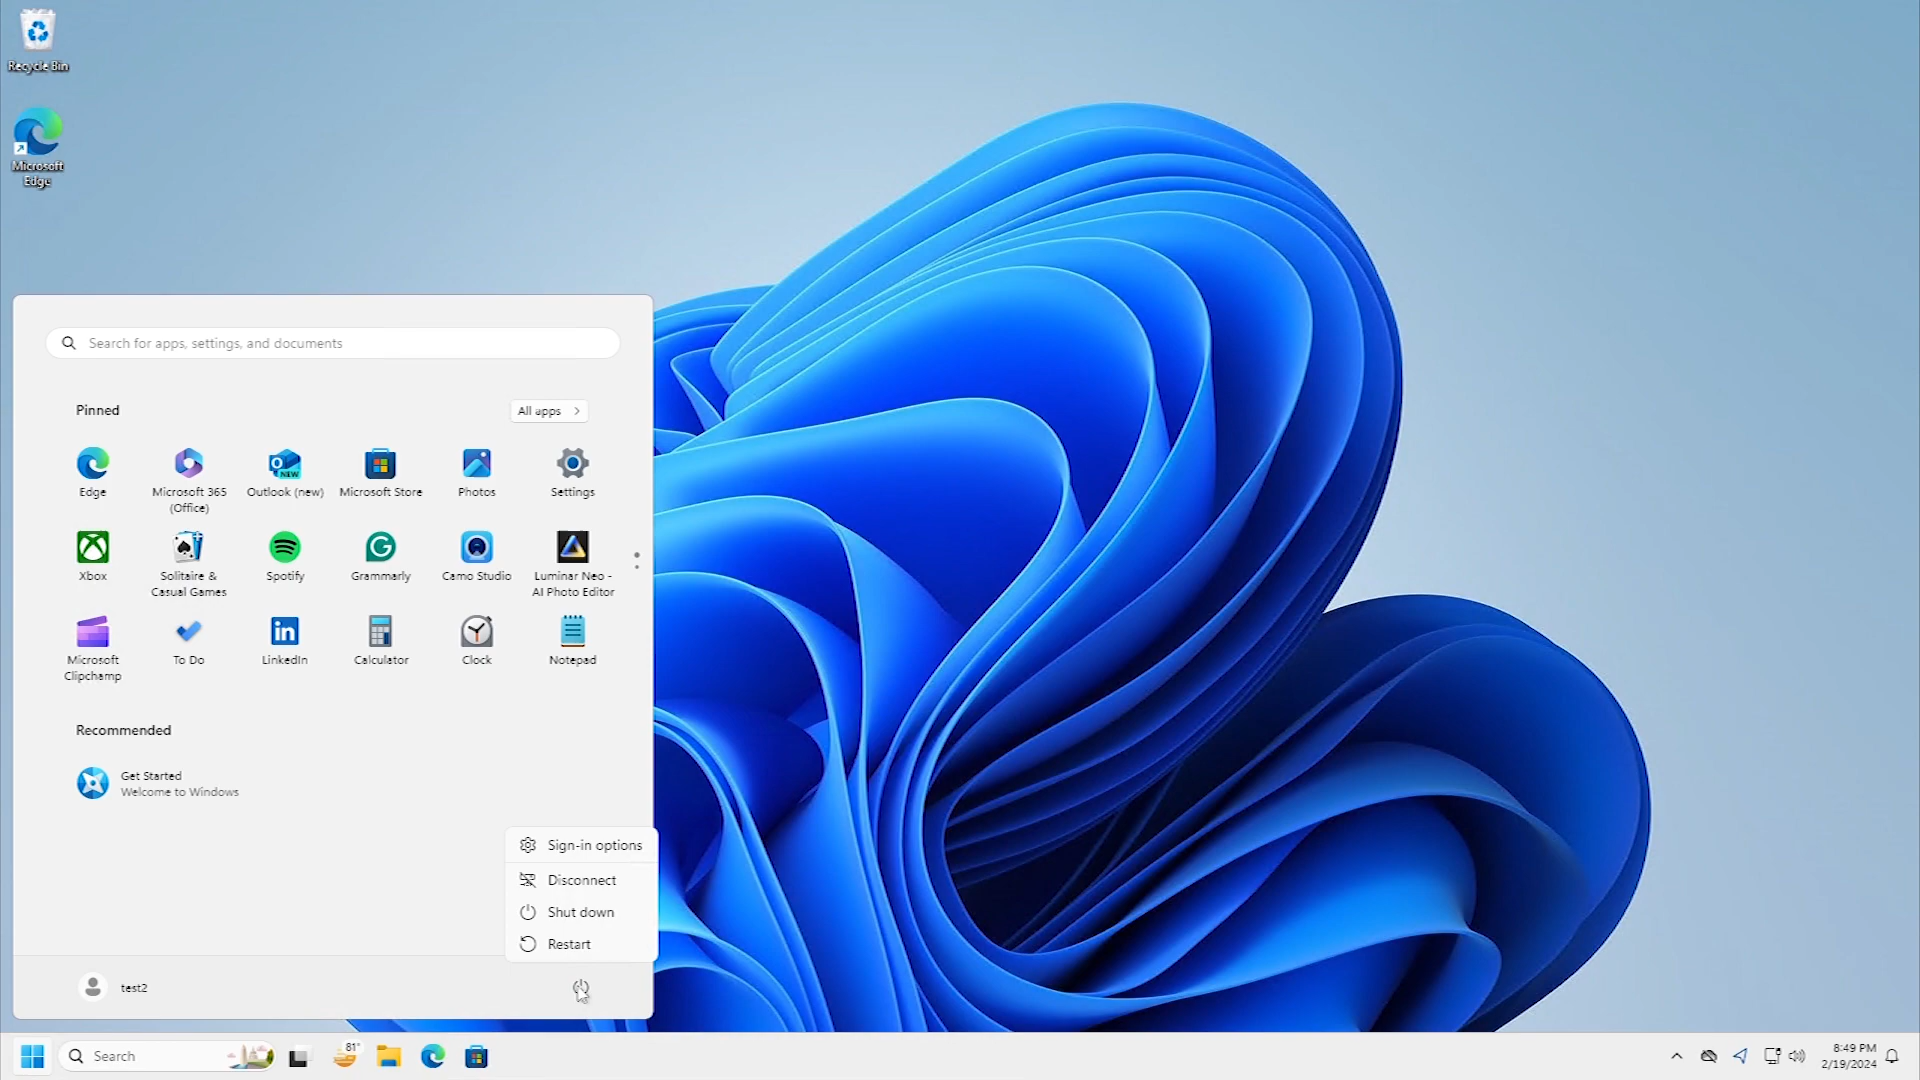 Recycle Bin
Microsoft
Edge
Search for apps, settings, and documents
Pinned
All apps
Edge
Microsoft 365
(Office)
Outlook (new)
Microsoft Store
Photos
Settings
Xbox
Solitaire &
Casual Games
Spotify
Grammarly
Camo Studio
Luminar Neo -
AI Photo Editor
Microsoft
Clipchamp
To Do
LinkedIn
Calculator
Clock
Notepad
Recommended
Get Started
Welcome to Windows
Sign-in options
Disconnect
Shut down
Restart
test2
Search
81°
8:49 PM
2/19/2024